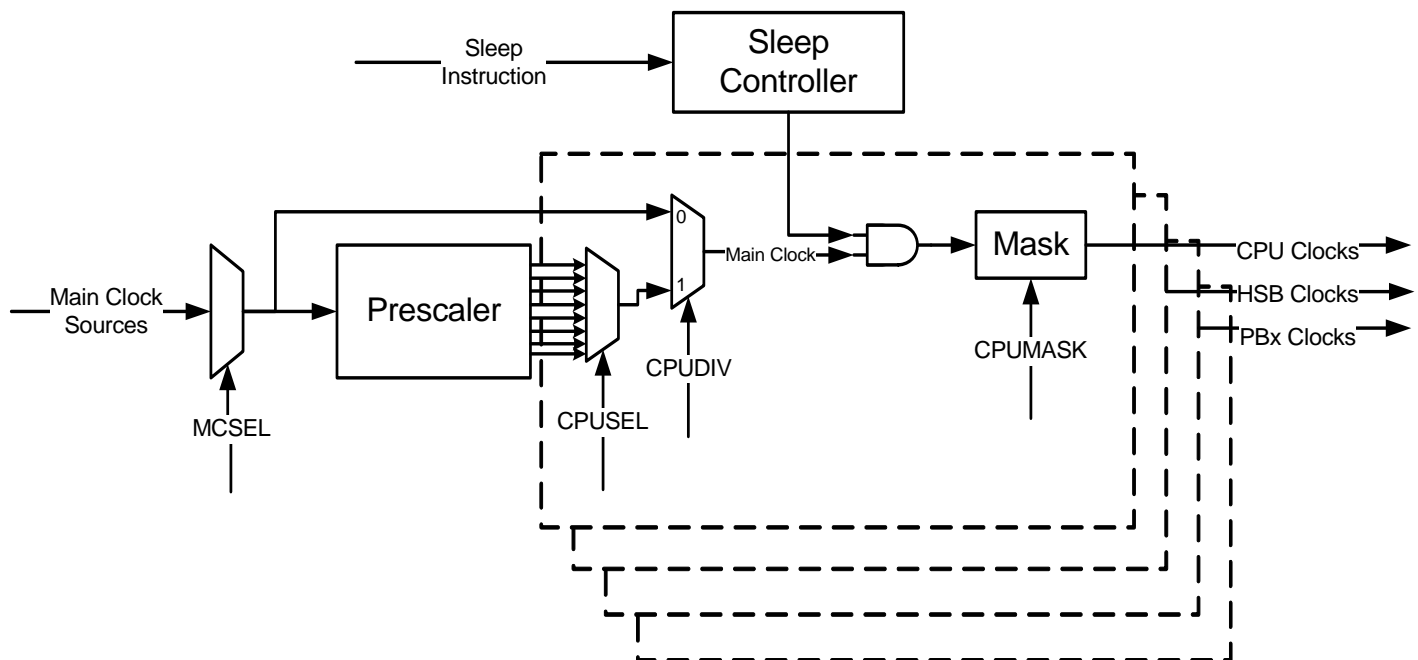 Sleep
Instruction
Sleep
Controller
0
1
Main Clock
Mask
CPU Clocks
HSB Clocks
PBx Clocks
Main Clock
Sources
Prescaler
MCSEL
CPUSEL
CPUDIV
CPUMASK